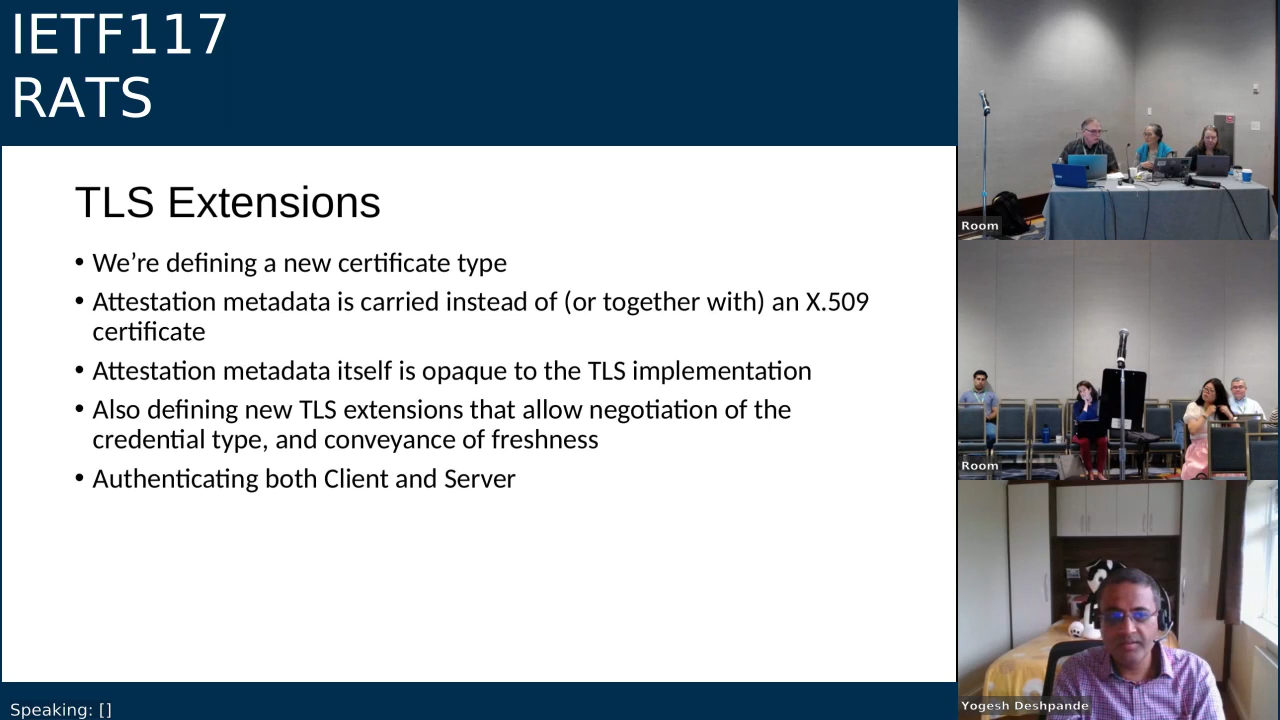 IETF117
RATS
TLS Extensions
• We’re defining a new certificate type
• Attestation metadata is carried instead of (or together with) an X.509
certificate
• Attestation metadata itself is opaque to the TLS implementation
• Also defining new TLS extensions that allow negotiation of the
credential type, and conveyance of freshness
• Authenticating both Client and Server
Speaking: []
Room
Room
Yogesh Deshpande